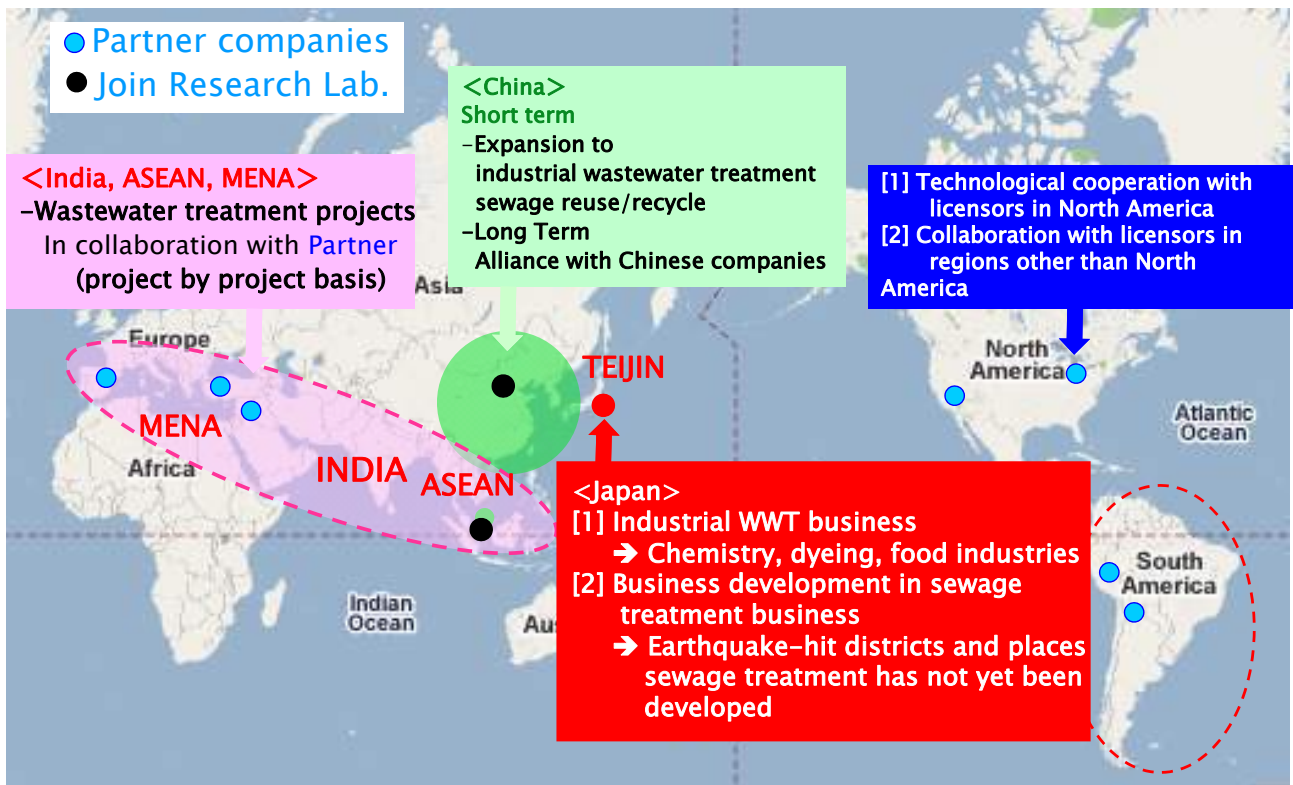 Partner companies
Join Research Lab.
<China>
Short term
-Expansion to
industrial wastewater treatment
sewage reuse/recycle
-Long Term
Alliance with Chinese companies
<India, ASEAN, MENA>
-Wastewater treatment projects
In collaboration with Partner
(project by project basis)
[1] Technological cooperation with
licensors in North America
[2] Collaboration with licensors in
regions other than North
America
Asia
Europe
North
America
TEIJIN
MENA
Atlantic
Ocean
Africa
INDIA
ASEAN
<Japan>
[1] Industrial WWT business
➔ Chemistry, dyeing, food industries
[2] Business development in sewage
treatment business
➔ Earthquake-hit districts and places
sewage treatment has not yet been
developed
South
America
Indian
Ocean
Aus